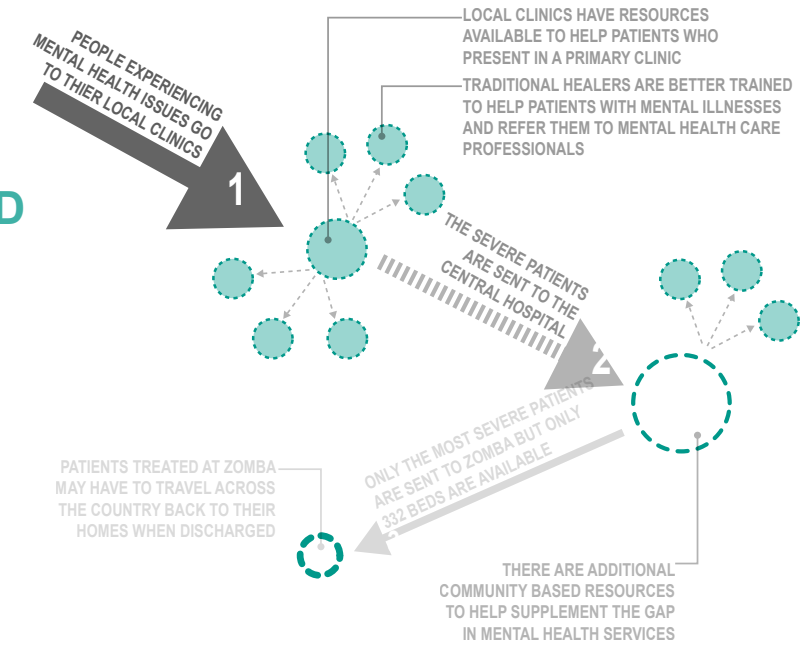 PEOPLE EXPERIENCING
MENTAL HEALTH ISSUES GO
TO THIER LOCAL CLINICS
1
D
LOCAL CLINICS HAVE RESOURCES
AVAILABLE TO HELP PATIENTS WHO
PRESENT IN A PRIMARY CLINIC
TRADITIONAL HEALERS ARE BETTER TRAINED
TO HELP PATIENTS WITH MENTAL ILLNESSES
AND REFER THEM TO MENTAL HEALTH CARE
PROFESSIONALS
THE SEVERE PATIENTS
ARE SENT TO THE
CENTRAL HOSPITAL
2
ONLY THE MOST SEVERE PATIENTS
ARE SENT TO ZOMBA BUT ONLY
332 BEDS ARE AVAILABLE
3
PATIENTS TREATED AT ZOMBA
MAY HAVE TO TRAVEL ACROSS
THE COUNTRY BACK TO THEIR
HOMES WHEN DISCHARGED
THERE ARE ADDITIONAL
COMMUNITY BASED RESOURCES
TO HELP SUPPLEMENT THE GAP
IN MENTAL HEALTH SERVICES